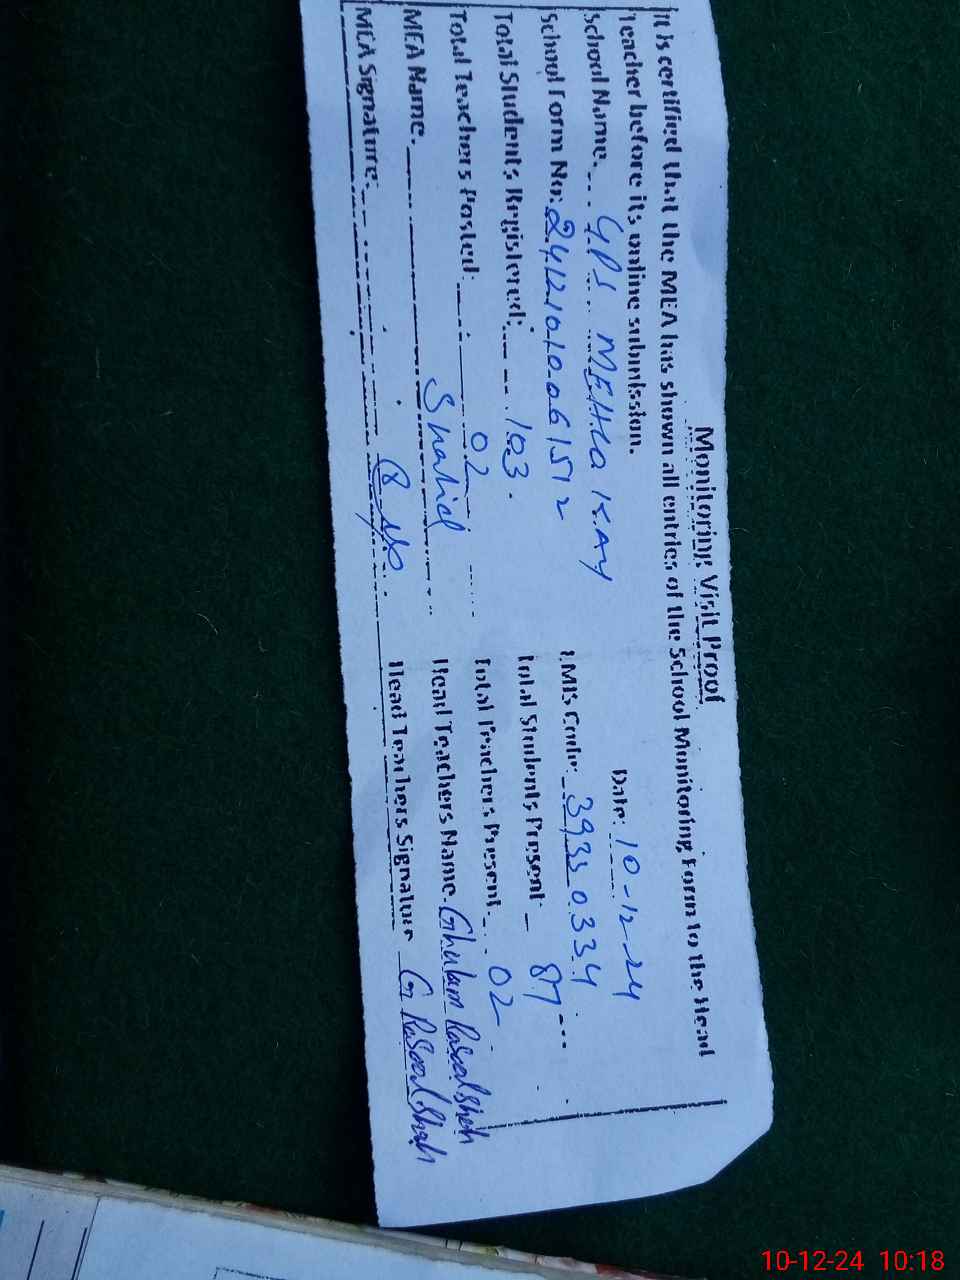 Monitoring Visit Proof
It is certified that the MEA has shown all entries of the School Monitoring Form to the Head
Teacher before its online submission.
Date: 10-12-24
School Name. GPS MEHRO KAY
School Form No: 24121010061512 EMIS Code: 39330334
Total Students Registered: 103. Total Students Present 87
Total Teachers Posted: 02 Total Teachers Present 02
MEA Name. Shahid Head Teachers Name. Ghulam Rasool Shah
MEA Signature: Head Teachers Signature G Rasool Shah
10-12-24 10:18